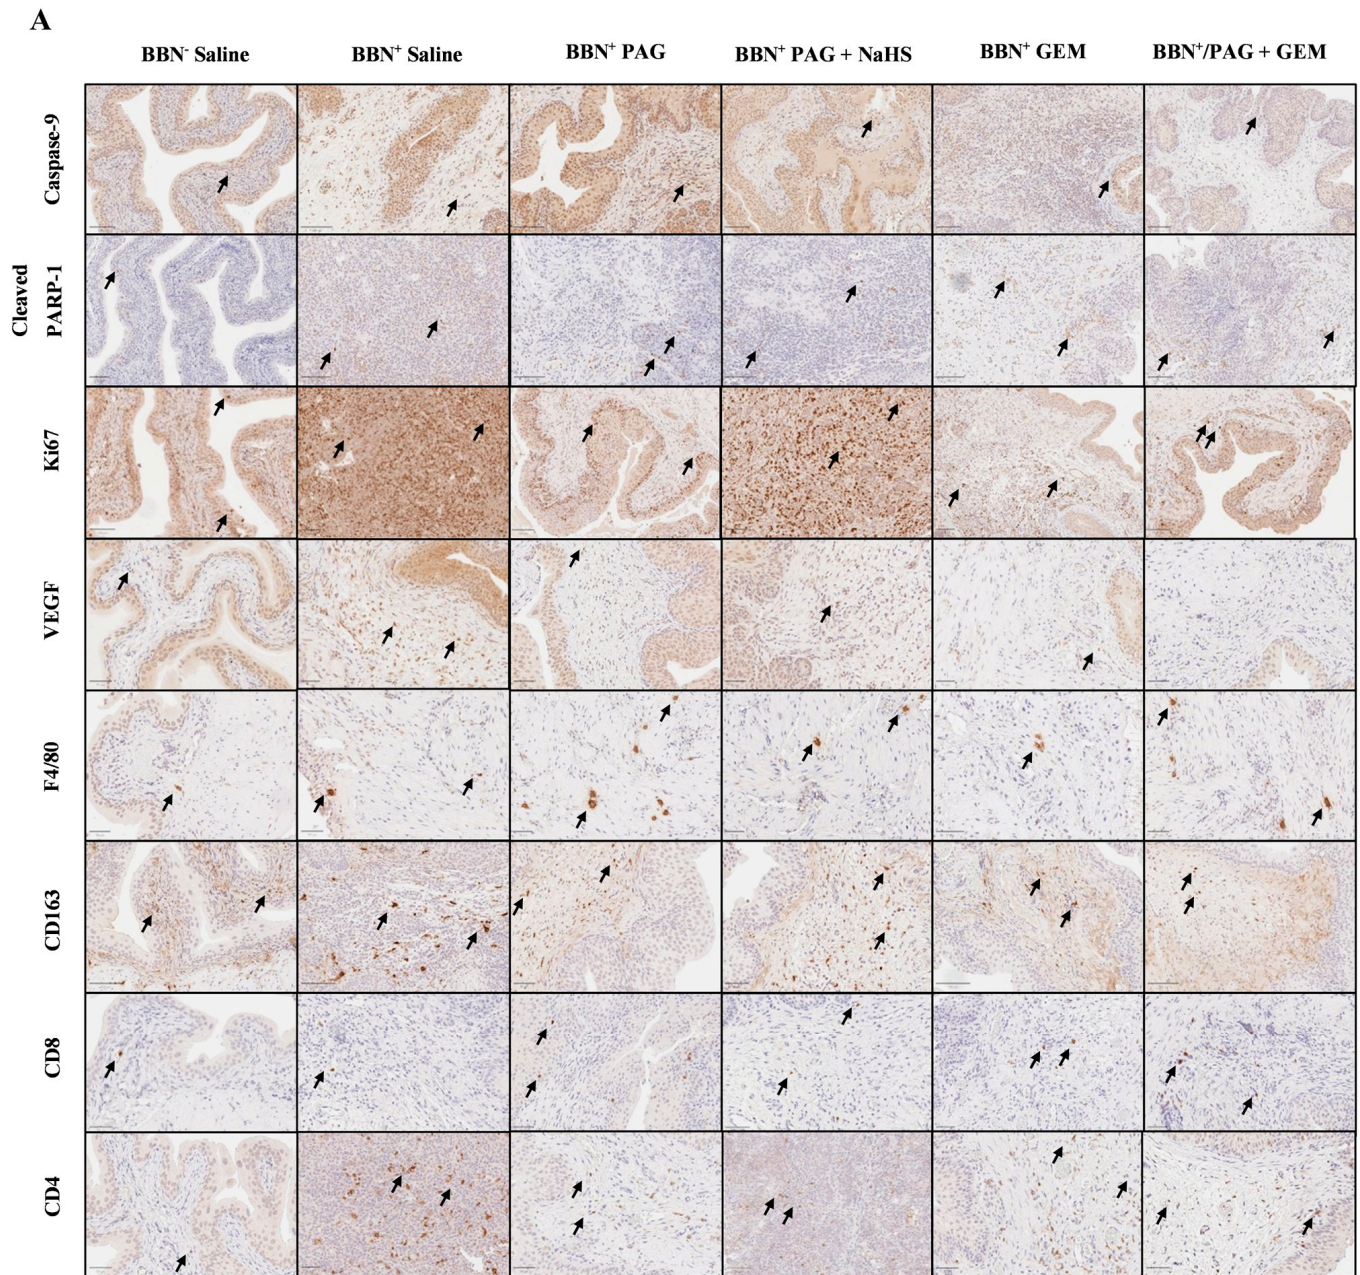 A
BBN⁻ Saline
BBN⁺ Saline
BBN⁺ PAG
BBN⁺ PAG + NaHS
BBN⁺ GEM
BBN⁺/PAG + GEM
Caspase-9
Cleaved
PARP-1
Ki67
VEGF
F4/80
CD163
CD8
CD4